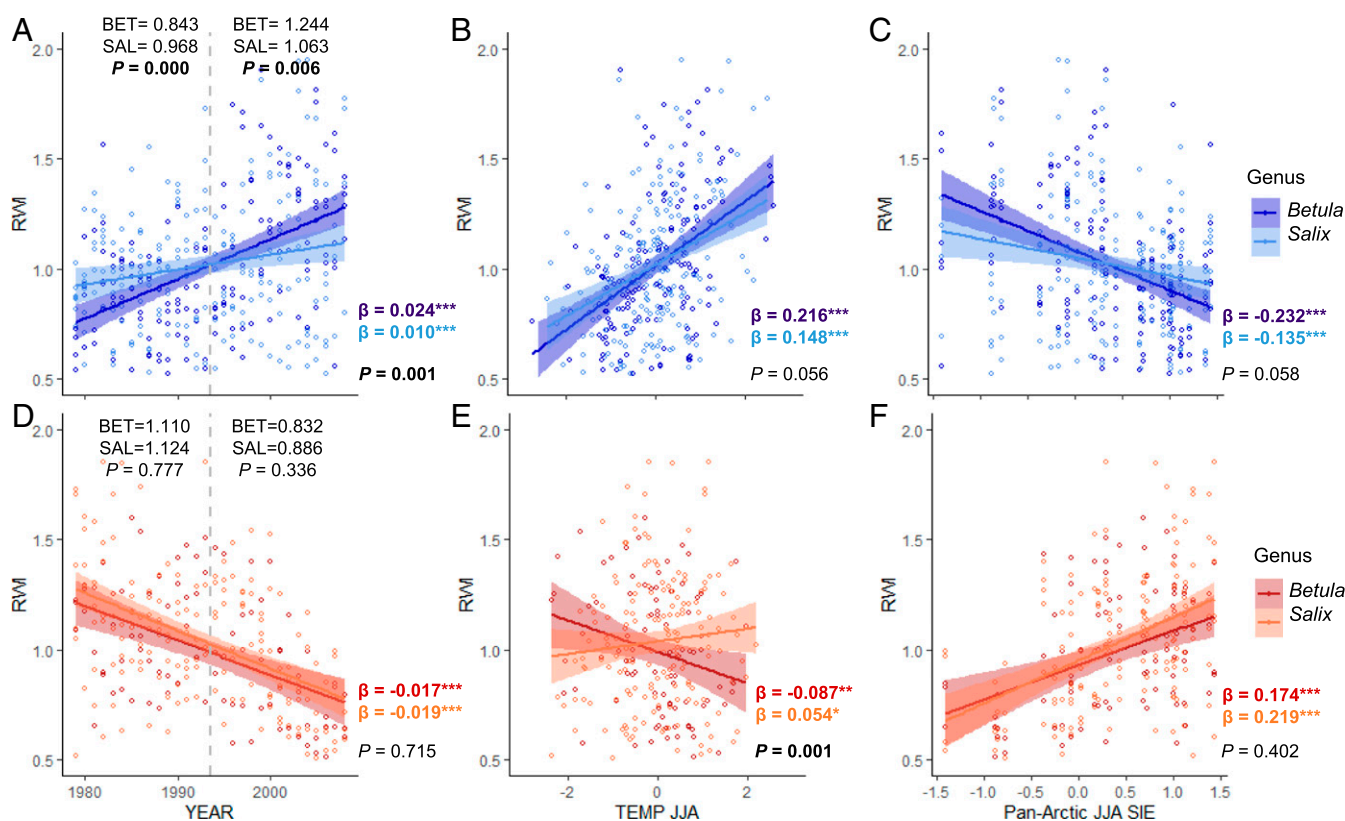 A
BET= 0.843
SAL= 0.968
P = 0.000
BET= 1.244
SAL= 1.063
P = 0.006
2.0
1.5
1.0
0.5
RWI
β = 0.024***
β = 0.010***
P = 0.001
B
2.0
1.5
1.0
0.5
RWI
β = 0.216***
β = 0.148***
P = 0.056
C
2.0
1.5
1.0
0.5
RWI
β = -0.232***
β = -0.135***
P = 0.058
Genus
Betula
Salix
D
BET=1.110
SAL=1.124
P = 0.777
BET=0.832
SAL=0.886
P = 0.336
2.0
1.5
1.0
0.5
RWI
β = -0.017***
β = -0.019***
P = 0.715
1980 1990 2000
YEAR
E
2.0
1.5
1.0
0.5
RWI
β = -0.087**
β = 0.054*
P = 0.001
-2 0 2
TEMP JJA
F
2.0
1.5
1.0
0.5
RWI
β = 0.174***
β = 0.219***
P = 0.402
-1.5 -1.0 -0.5 0.0 0.5 1.0 1.5
Pan-Arctic JJA SIE
Genus
Betula
Salix